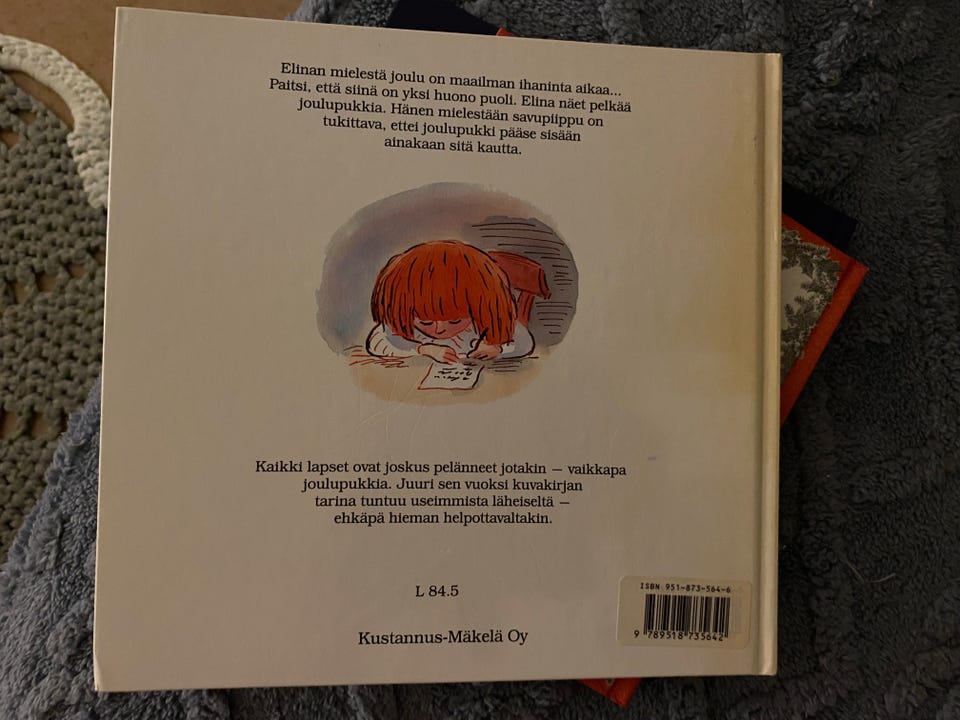 Elinan mielestä joulu on maailman ihaninta aikaa...
Paitsi, että siinä on yksi huono puoli. Elina näet pelkää
joulupukkia. Hänen mielestään savupiippu on
tukittava, ettei joulupukki pääse sisään
ainakaan sitä kautta.
Kaikki lapset ovat joskus pelänneet jotakin — vaikkapa
joulupukkia. Juuri sen vuoksi kuvakirjan
tarina tuntuu useimmista läheiseltä —
ehkäpä hieman helpottavaltakin.
L 84.5
Kustannus-Mäkelä Oy
ISBN 951-873-564-6
9 789518 735642